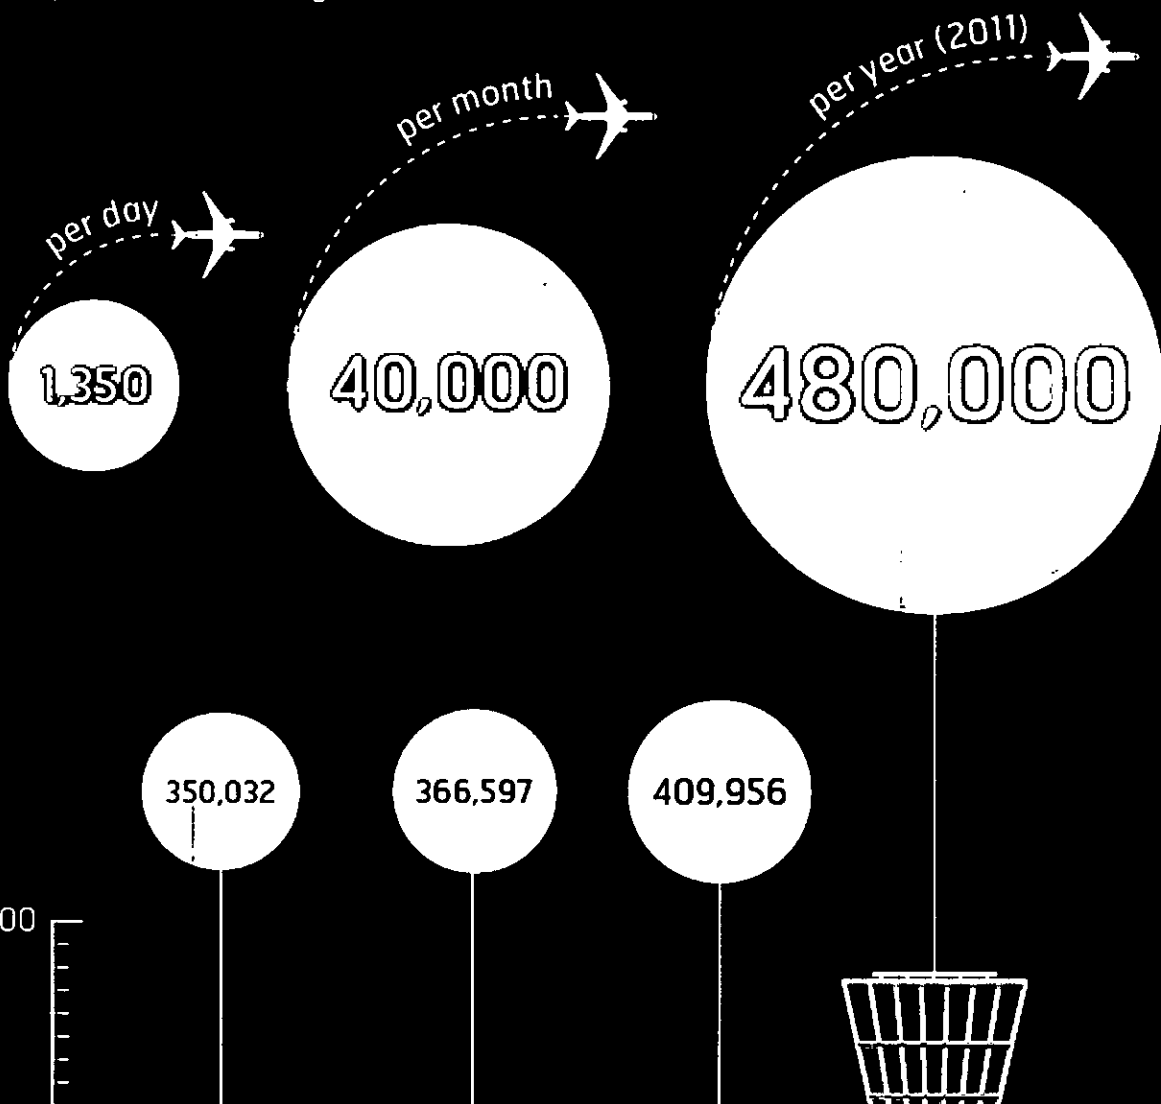 per day
per month
per year (2011)
1,350
40,000
480,000
350,032
366,597
409,956
00